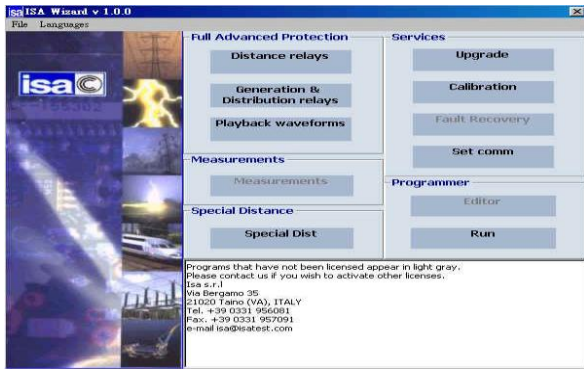 isa ISA Wizard v 1.0.0
File Languages
isa©
Full Advanced Protection
Distance relays
Generation &
Distribution relays
Playback waveforms
Measurements
Measurements
Special Distance
Special Dist
Services
Upgrade
Calibration
Fault Recovery
Set comm
Programmer
Editor
Run
Programs that have not been licensed appear in light gray.
Please contact us if you wish to activate other licenses.
Isa s.r.l
Via Bergamo 35
21020 Taino (VA), ITALY
Tel. +39 0331 956081
Fax. +39 0331 957091
e-mail isa@isatest.com